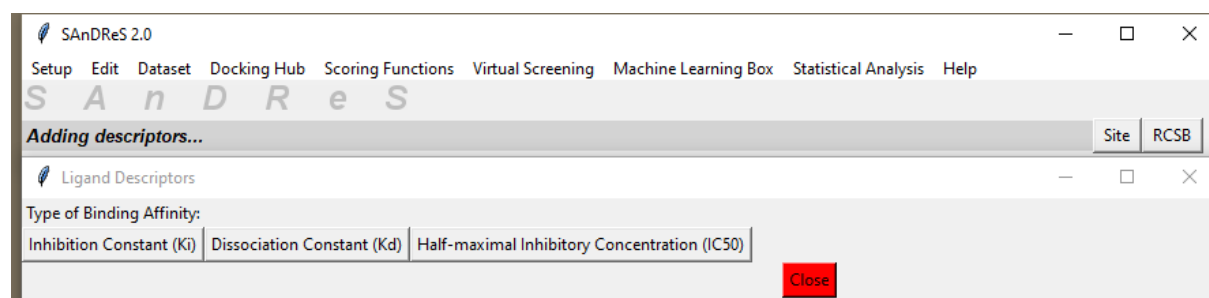 SAnDReS 2.0
Setup Edit Dataset Docking Hub Scoring Functions Virtual Screening Machine Learning Box Statistical Analysis Help
S A n D R e S
Adding descriptors...
Site RCSB
Ligand Descriptors
Type of Binding Affinity:
Inhibition Constant (Ki) Dissociation Constant (Kd) Half-maximal Inhibitory Concentration (IC50)
Close